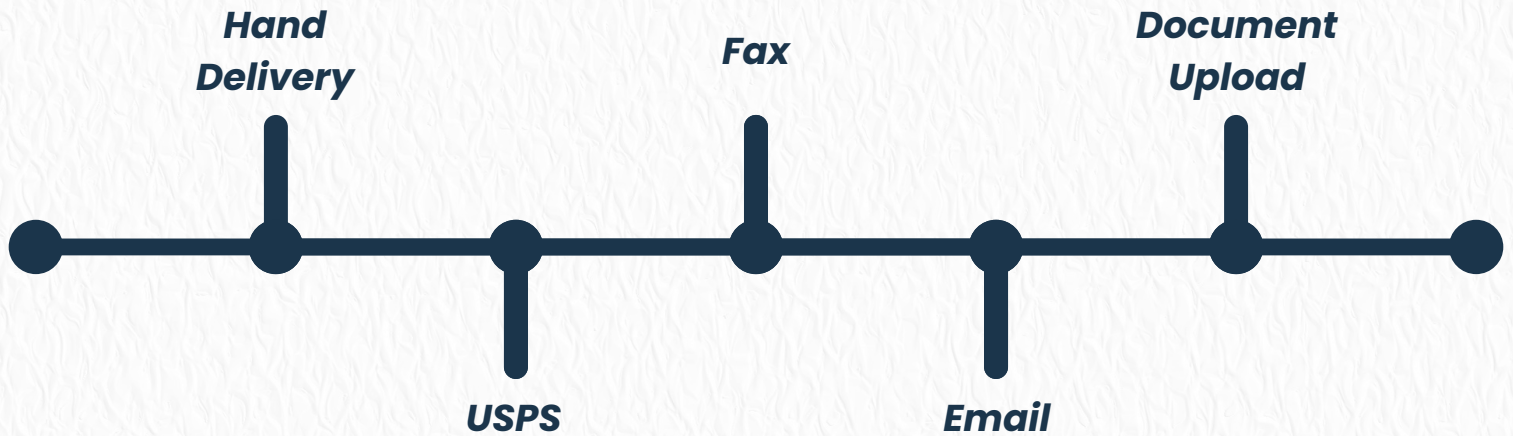 Hand
Delivery
USPS
Fax
Email
Document
Upload